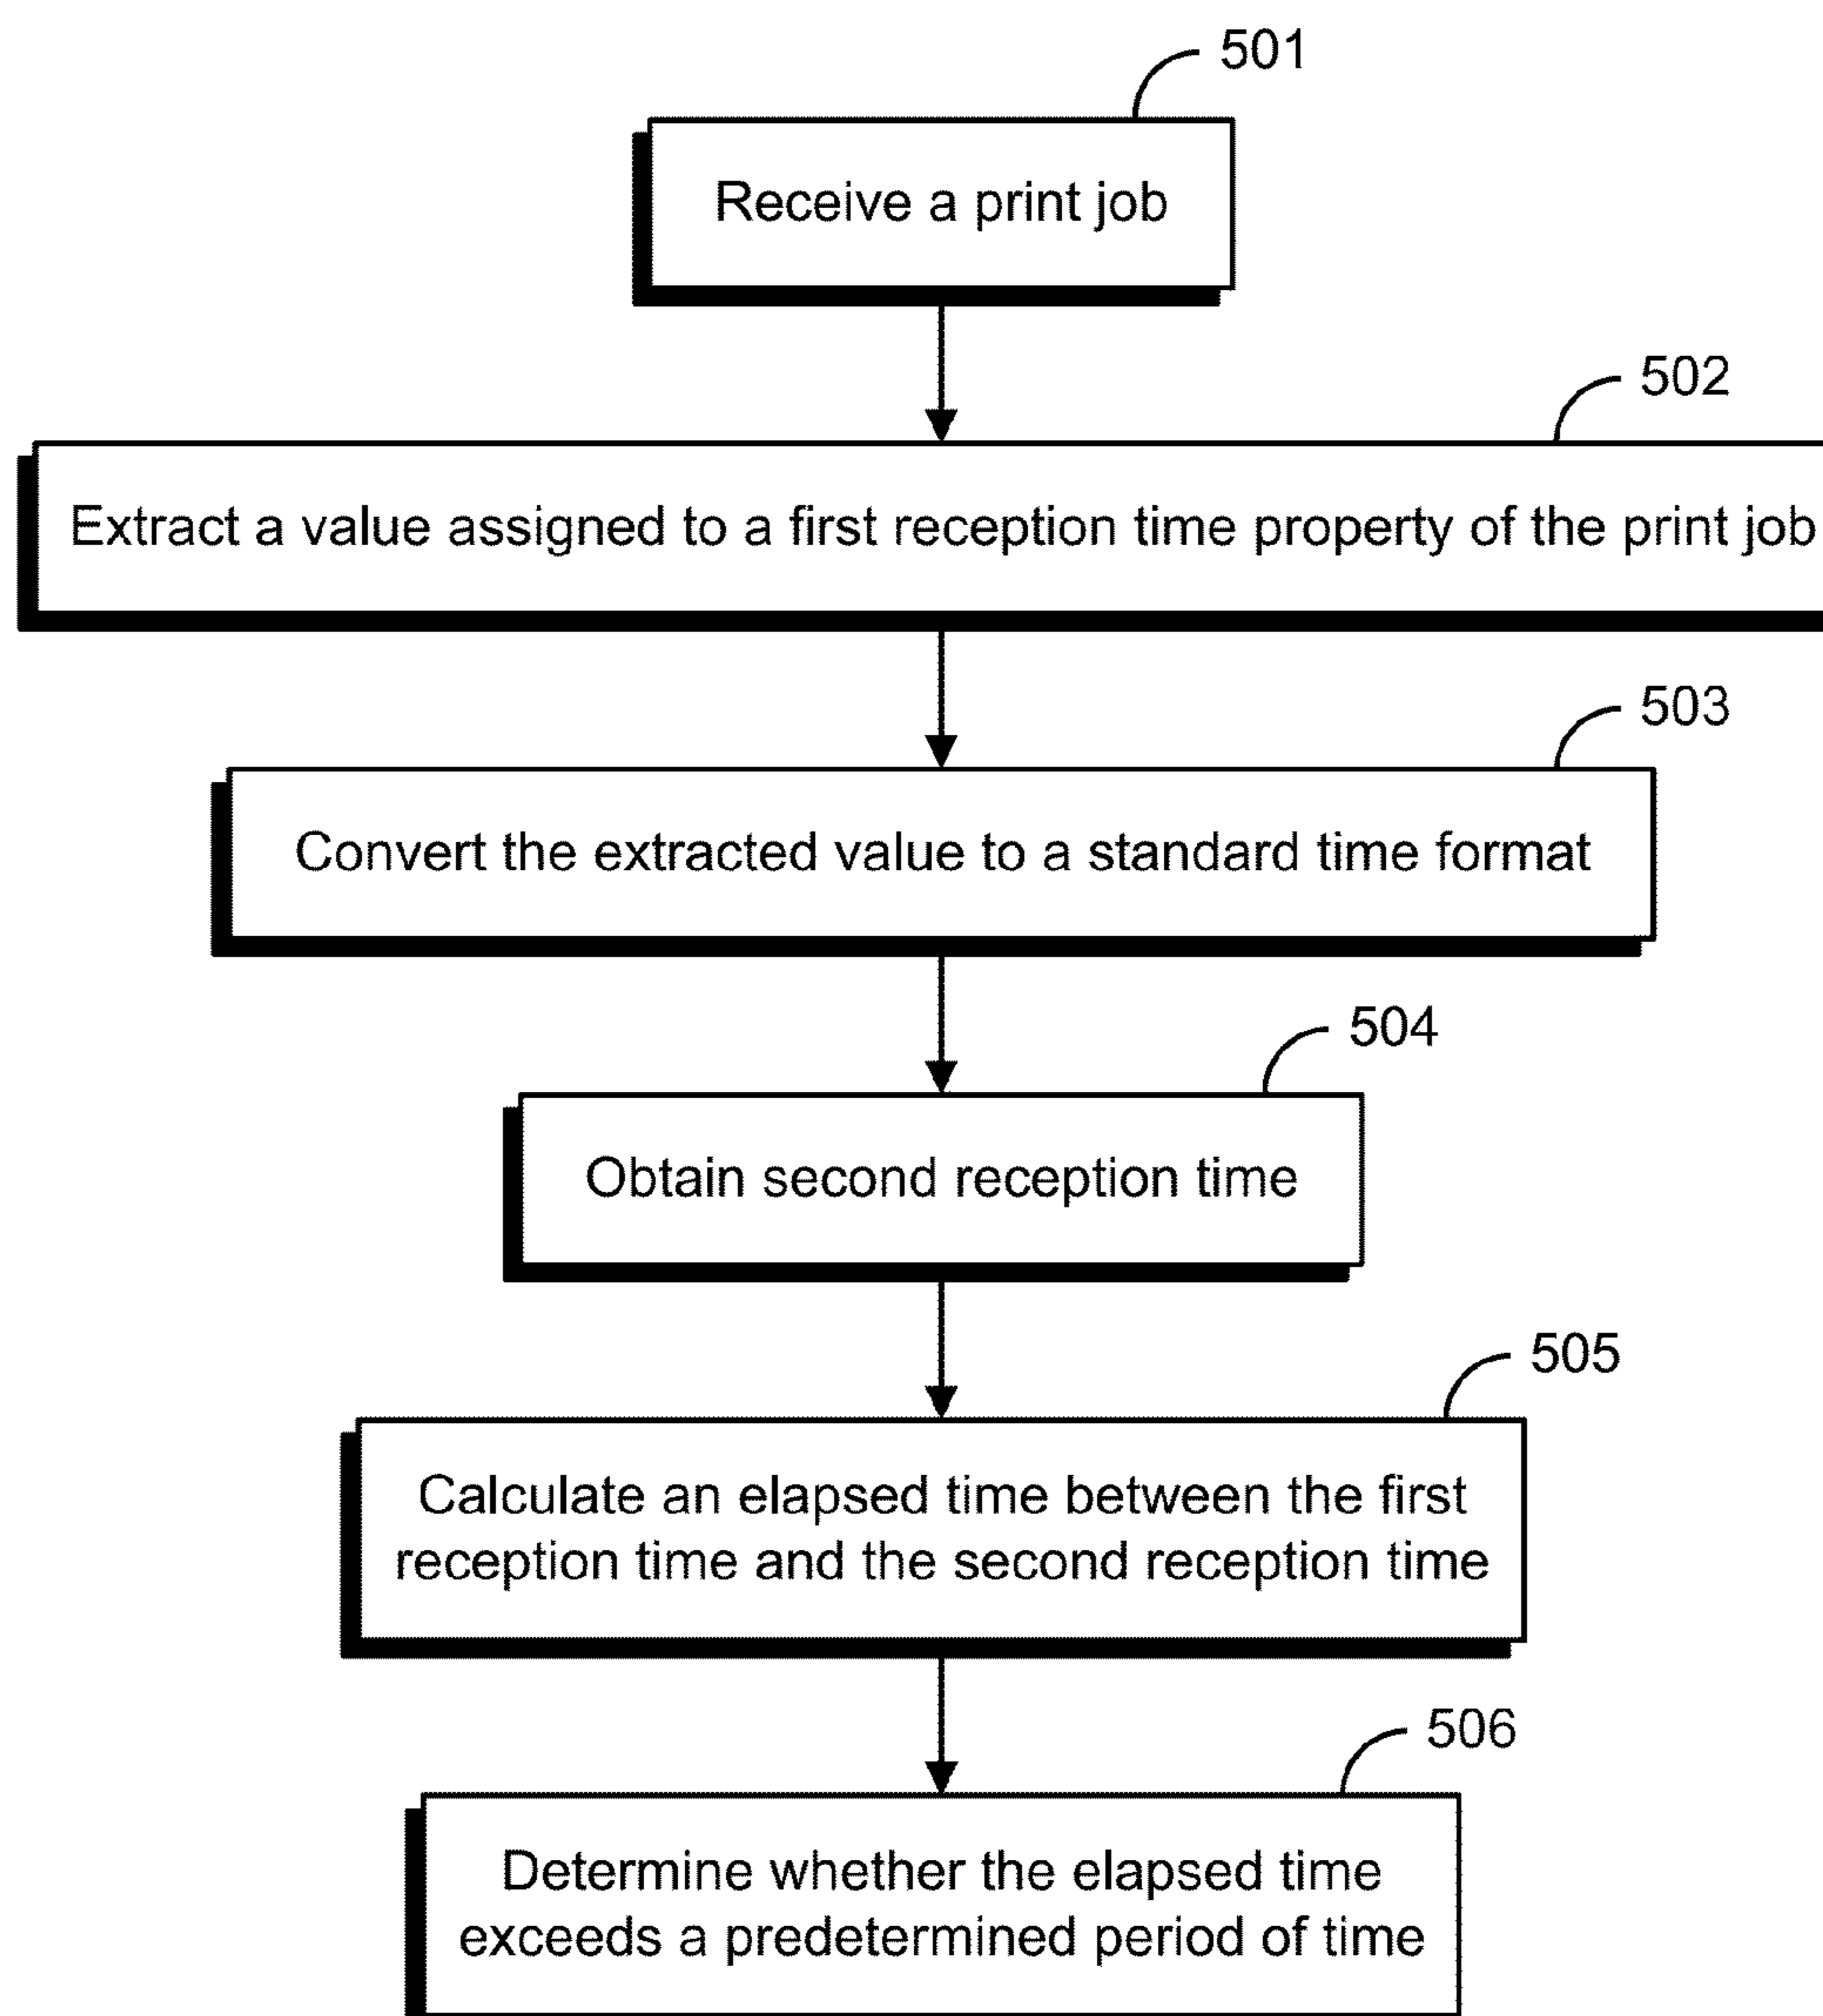 501
Receive a print job
502
Extract a value assigned to a first reception time property of the print job
503
Convert the extracted value to a standard time format
504
Obtain second reception time
505
Calculate an elapsed time between the first
reception time and the second reception time
506
Determine whether the elapsed time
exceeds a predetermined period of time